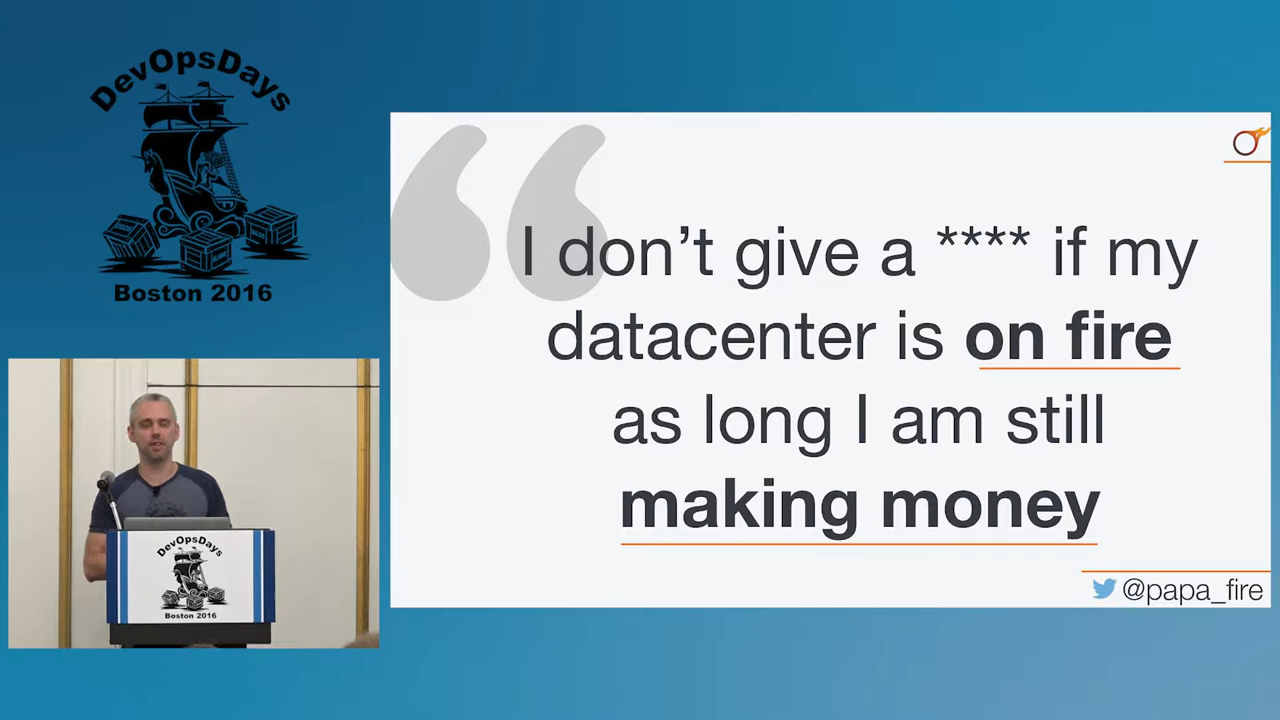 DevOpsDays
Boston 2016
I don't give a **** if my
datacenter is on fire
as long I am still
making money
@papa_fire
DevOpsDays
Boston 2016